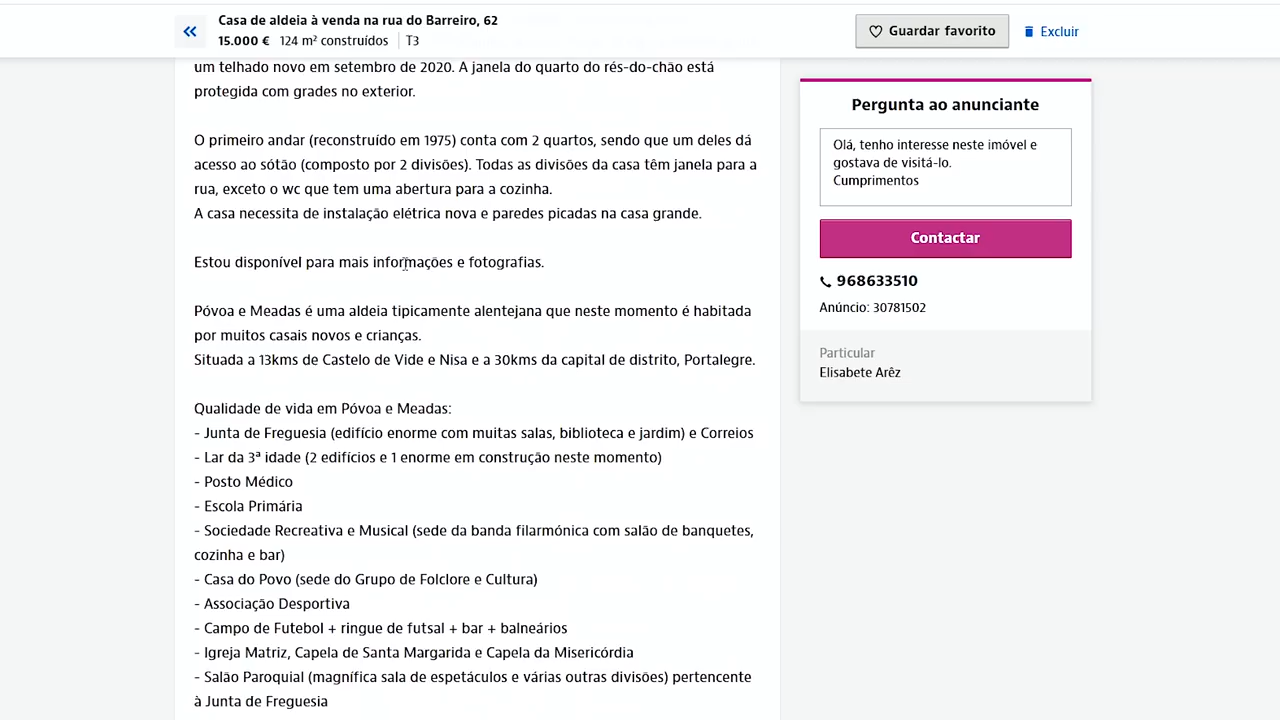 Casa de aldeia à venda na rua do Barreiro, 62
15.000 € 124 m² construídos T3
Guardar favorito
Excluir
um telhado novo em setembro de 2020. A janela do quarto do rés-do-chão está
protegida com grades no exterior.
O primeiro andar (reconstruído em 1975) conta com 2 quartos, sendo que um deles dá
acesso ao sótão (composto por 2 divisões). Todas as divisões da casa têm janela para a
rua, exceto o wc que tem uma abertura para a cozinha.
A casa necessita de instalação elétrica nova e paredes picadas na casa grande.
Estou disponível para mais informações e fotografias.
Póvoa e Meadas é uma aldeia tipicamente alentejana que neste momento é habitada
por muitos casais novos e crianças.
Situada a 13kms de Castelo de Vide e Nisa e a 30kms da capital de distrito, Portalegre.
Qualidade de vida em Póvoa e Meadas:
- Junta de Freguesia (edifício enorme com muitas salas, biblioteca e jardim) e Correios
- Lar da 3ª idade (2 edifícios e 1 enorme em construção neste momento)
- Posto Médico
- Escola Primária
- Sociedade Recreativa e Musical (sede da banda filarmónica com salão de banquetes,
cozinha e bar)
- Casa do Povo (sede do Grupo de Folclore e Cultura)
- Associação Desportiva
- Campo de Futebol + ringue de futsal + bar + balneários
- Igreja Matriz, Capela de Santa Margarida e Capela da Misericórdia
- Salão Paroquial (magnífica sala de espetáculos e várias outras divisões) pertencente
à Junta de Freguesia
Pergunta ao anunciante
Olá, tenho interesse neste imóvel e
gostava de visitá-lo.
Cumprimentos
Contactar
968633510
Anúncio: 30781502
Particular
Elisabete Arêz